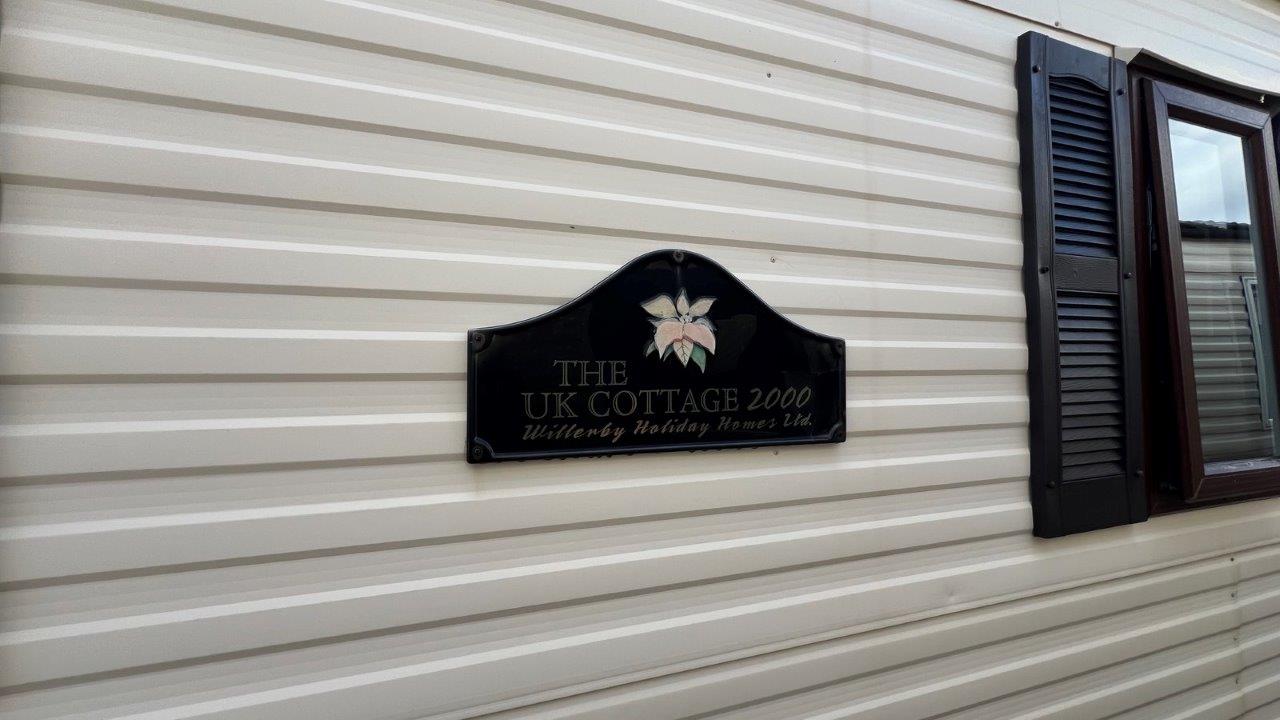 THE
UK COTTAGE 2000
Willerby Holiday Homes Ltd.